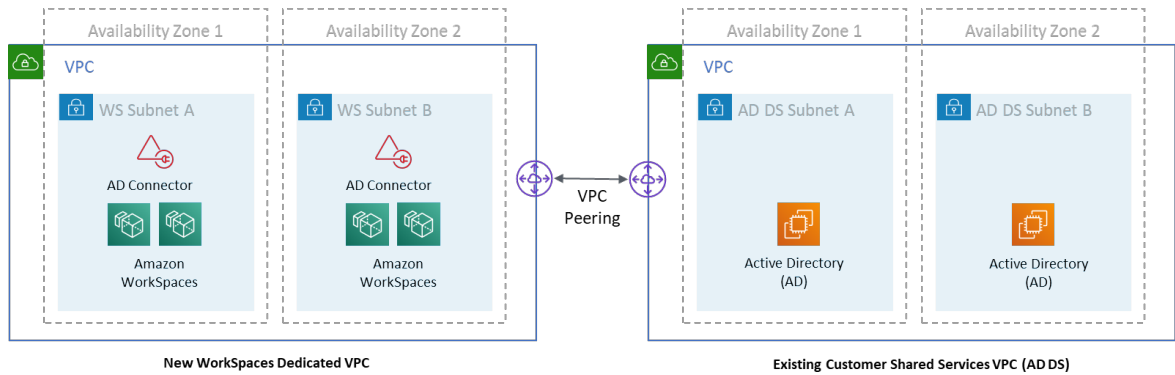 Availability Zone 1
Availability Zone 2
VPC
WS Subnet A
WS Subnet B
AD Connector
AD Connector
Amazon
WorkSpaces
Amazon
WorkSpaces
New WorkSpaces Dedicated VPC
VPC
Peering
Availability Zone 1
Availability Zone 2
VPC
AD DS Subnet A
AD DS Subnet B
Active Directory
(AD)
Active Directory
(AD)
Existing Customer Shared Services VPC (AD DS)